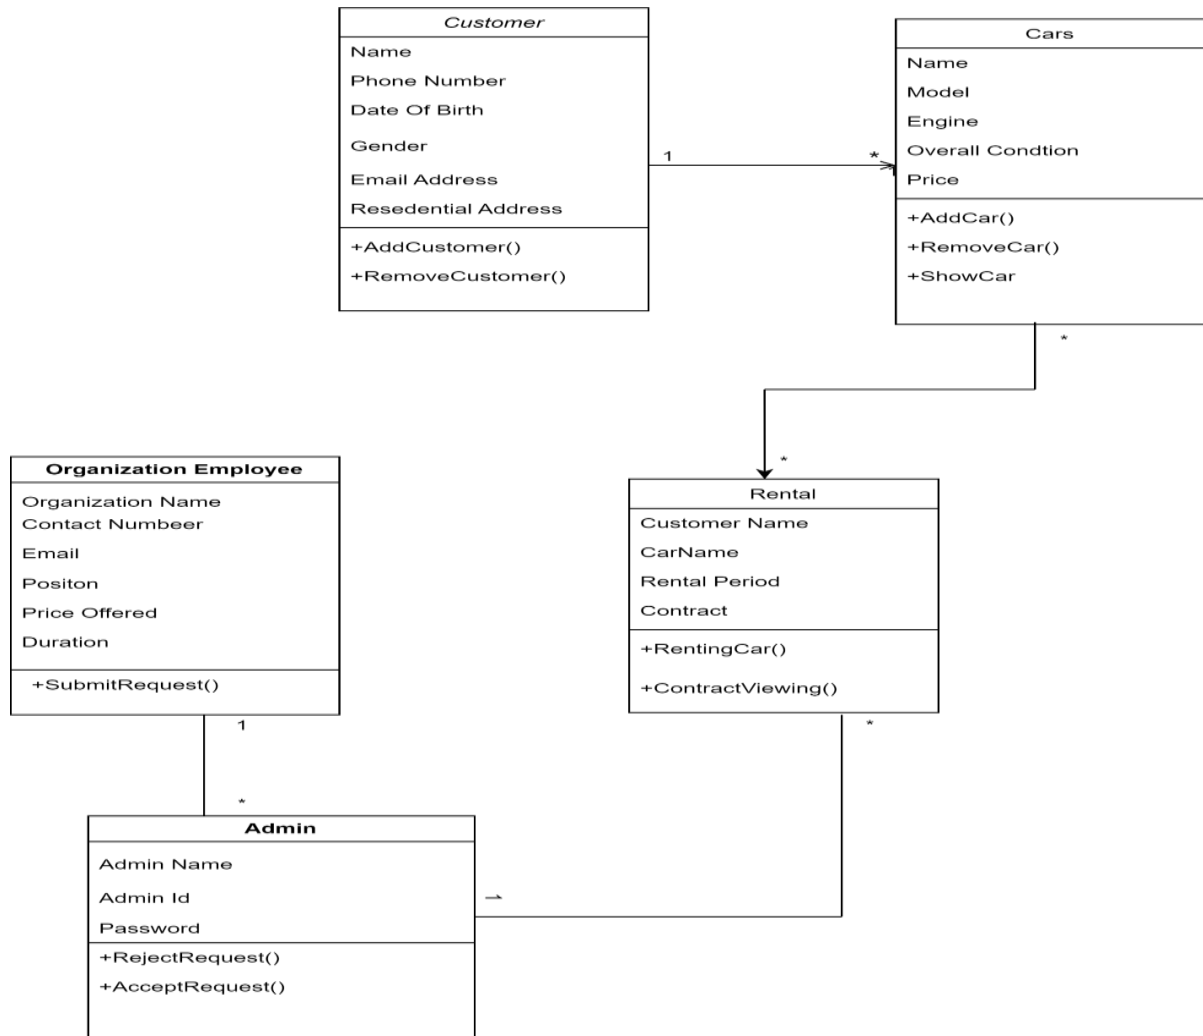 Customer
Name
Phone Number
Date Of Birth
Gender
Email Address
Resedential Address
+AddCustomer()
+RemoveCustomer()
1
*
Cars
Name
Model
Engine
Overall Condtion
Price
+AddCar()
+RemoveCar()
+ShowCar
1
*
*
Organization Employee
Organization Name
Contact Numbeer
Email
Positon
Price Offered
Duration
+SubmitRequest()
1
*
Rental
Customer Name
CarName
Rental Period
Contract
+RentingCar()
+ContractViewing()
*
1
Admin
Admin Name
Admin Id
Password
+RejectRequest()
+AcceptRequest()